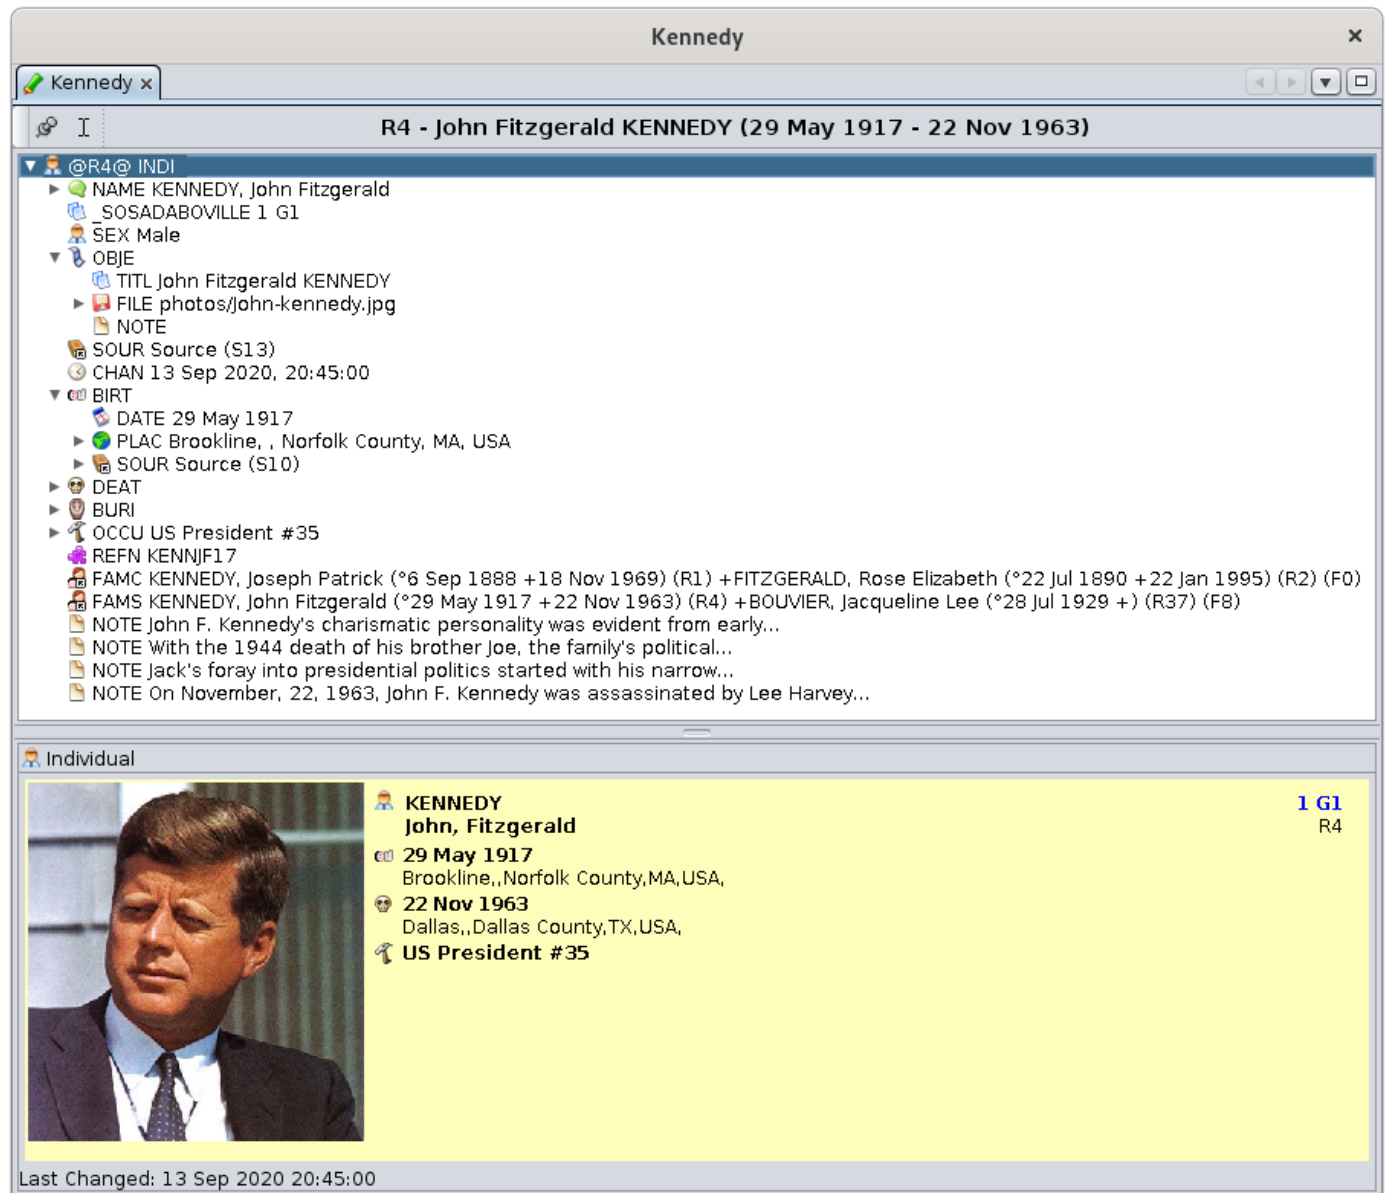 Kennedy
Kennedy
R4 - John Fitzgerald KENNEDY (29 May 1917 - 22 Nov 1963)
@R4@ INDI
NAME KENNEDY, John Fitzgerald
_SOSADABOVILLE 1 G1
SEX Male
OBJE
TITL John Fitzgerald KENNEDY
FILE photos/John-kennedy.jpg
NOTE
SOUR Source (S13)
CHAN 13 Sep 2020, 20:45:00
BIRT
DATE 29 May 1917
PLAC Brookline, , Norfolk County, MA, USA
SOUR Source (S10)
DEAT
BURI
OCCU US President #35
REFN KENNJF17
FAMC KENNEDY, Joseph Patrick (°6 Sep 1888 +18 Nov 1969) (R1) +FITZGERALD, Rose Elizabeth (°22 Jul 1890 +22 Jan 1995) (R2) (F0)
FAMS KENNEDY, John Fitzgerald (°29 May 1917 +22 Nov 1963) (R4) +BOUVIER, Jacqueline Lee (°28 Jul 1929 +) (R37) (F8)
NOTE John F. Kennedy's charismatic personality was evident from early...
NOTE With the 1944 death of his brother Joe, the family's political...
NOTE Jack's foray into presidential politics started with his narrow...
NOTE On November, 22, 1963, John F. Kennedy was assassinated by Lee Harvey...
Individual
KENNEDY 1 G1
John, Fitzgerald R4
29 May 1917
Brookline,,Norfolk County,MA,USA,
22 Nov 1963
Dallas,,Dallas County,TX,USA,
US President #35
Last Changed: 13 Sep 2020 20:45:00